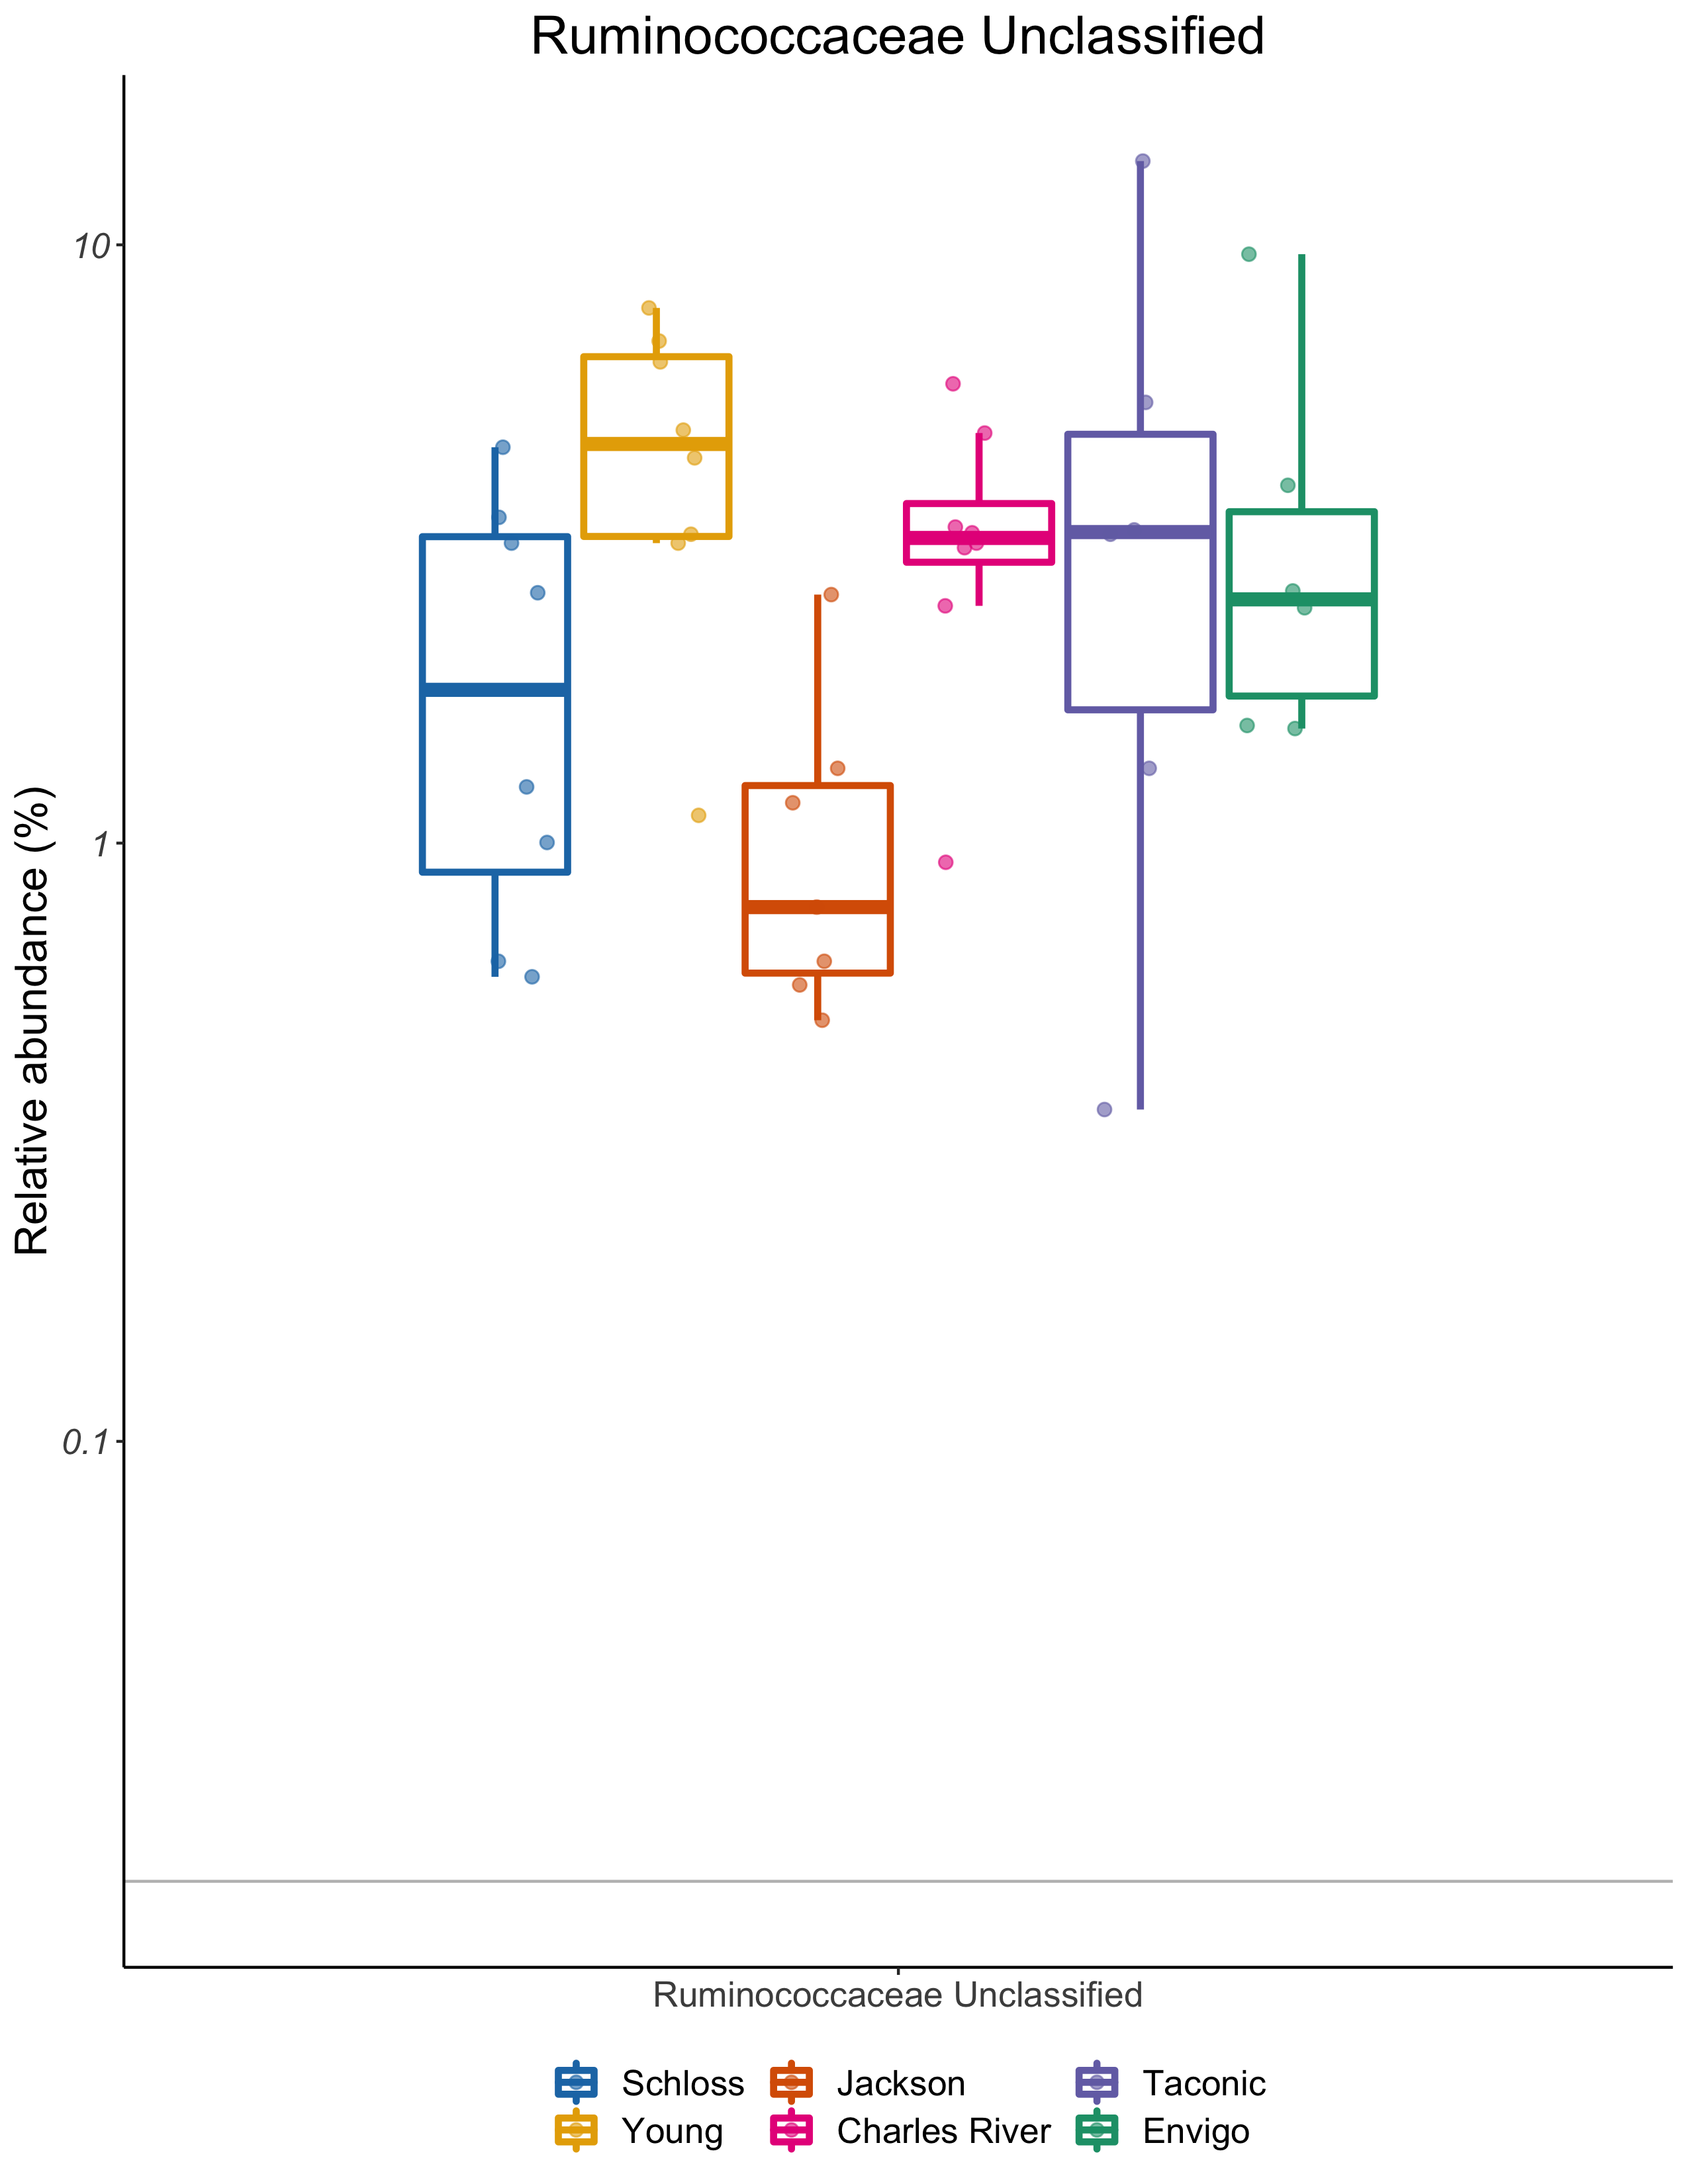 Ruminococcaceae Unclassified
Relative abundance (%)
10
1
0.1
Ruminococcaceae Unclassified
Schloss Jackson Taconic
Young Charles River Envigo